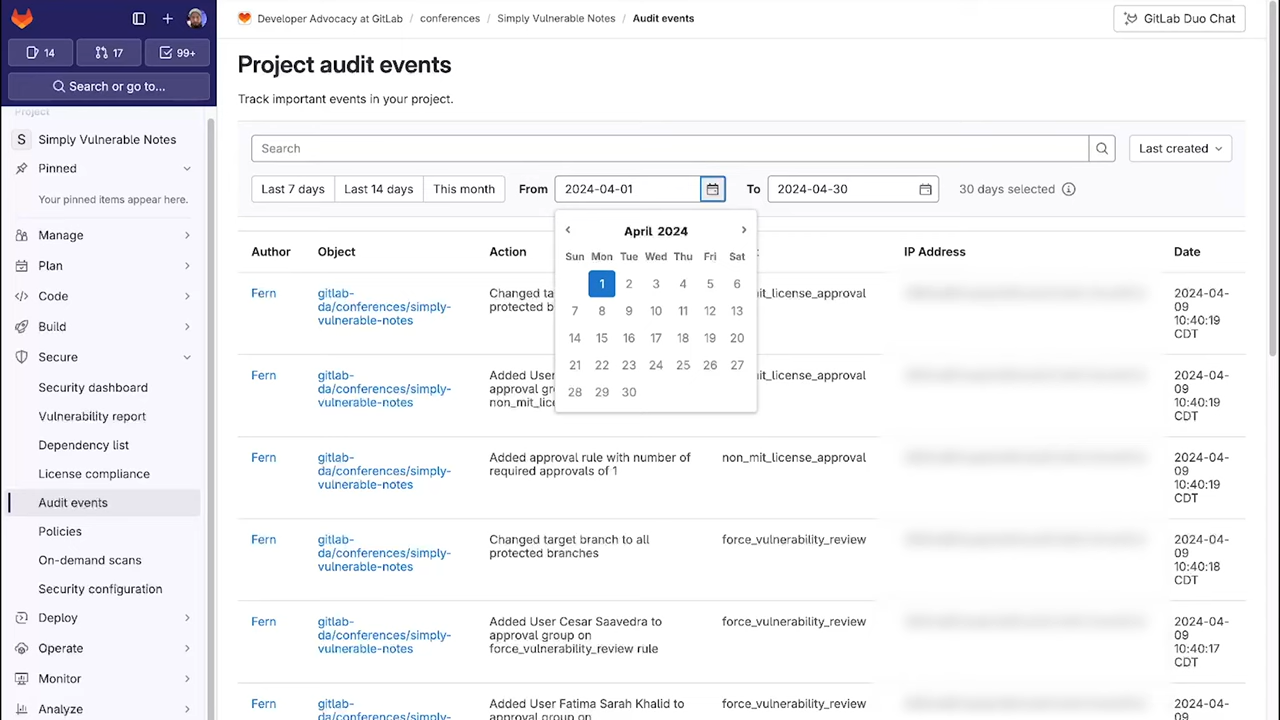 Developer Advocacy at GitLab / conferences / Simply Vulnerable Notes / Audit events
GitLab Duo Chat
14
17
99+
Search or go to...
Project
S Simply Vulnerable Notes
Pinned
Your pinned items appear here.
Manage
Plan
Code
Build
Secure
Security dashboard
Vulnerability report
Dependency list
License compliance
Audit events
Policies
On-demand scans
Security configuration
Deploy
Operate
Monitor
Analyze
Project audit events
Track important events in your project.
Search
Last created
Last 7 days
Last 14 days
This month
From
2024-04-01
To
2024-04-30
30 days selected
April 2024
Sun Mon Tue Wed Thu Fri Sat
1 2 3 4 5 6
7 8 9 10 11 12 13
14 15 16 17 18 19 20
21 22 23 24 25 26 27
28 29 30
Author Object Action IP Address Date
Fern
gitlab-
da/conferences/simply-
vulnerable-notes
Changed
protected
2024-04-
09
10:40:19
CDT
Fern
gitlab-
da/conferences/simply-
vulnerable-notes
Added User
approval
2024-04-
09
10:40:19
CDT
Fern
gitlab-
da/conferences/simply-
vulnerable-notes
Added approval rule with number of
required approvals of 1
non_mit_license_approval
2024-04-
09
10:40:19
CDT
Fern
gitlab-
da/conferences/simply-
vulnerable-notes
Changed target branch to all
protected branches
force_vulnerability_review
2024-04-
09
10:40:18
CDT
Fern
gitlab-
da/conferences/simply-
vulnerable-notes
Added User Cesar Saavedra to
approval group on
force_vulnerability_review rule
force_vulnerability_review
2024-04-
09
10:40:17
CDT
Fern
gitlab-
da/conferences/simply-
Added User Fatima Sarah Khalid to
approval group on
force_vulnerability_review
2024-04-
09